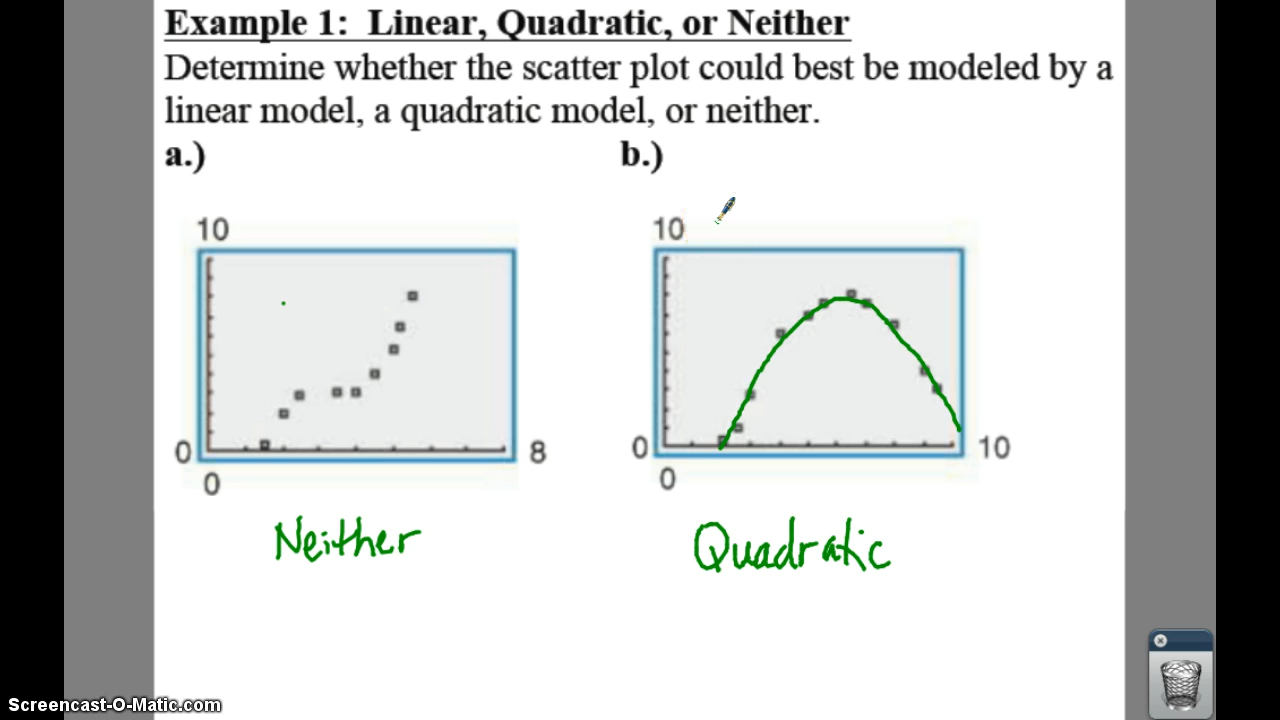 Example 1: Linear, Quadratic, or Neither
Determine whether the scatter plot could best be modeled by a
linear model, a quadratic model, or neither.
a.) b.)
10 10
0 8 0 10
0 0
Neither Quadratic
Screencast-O-Matic.com